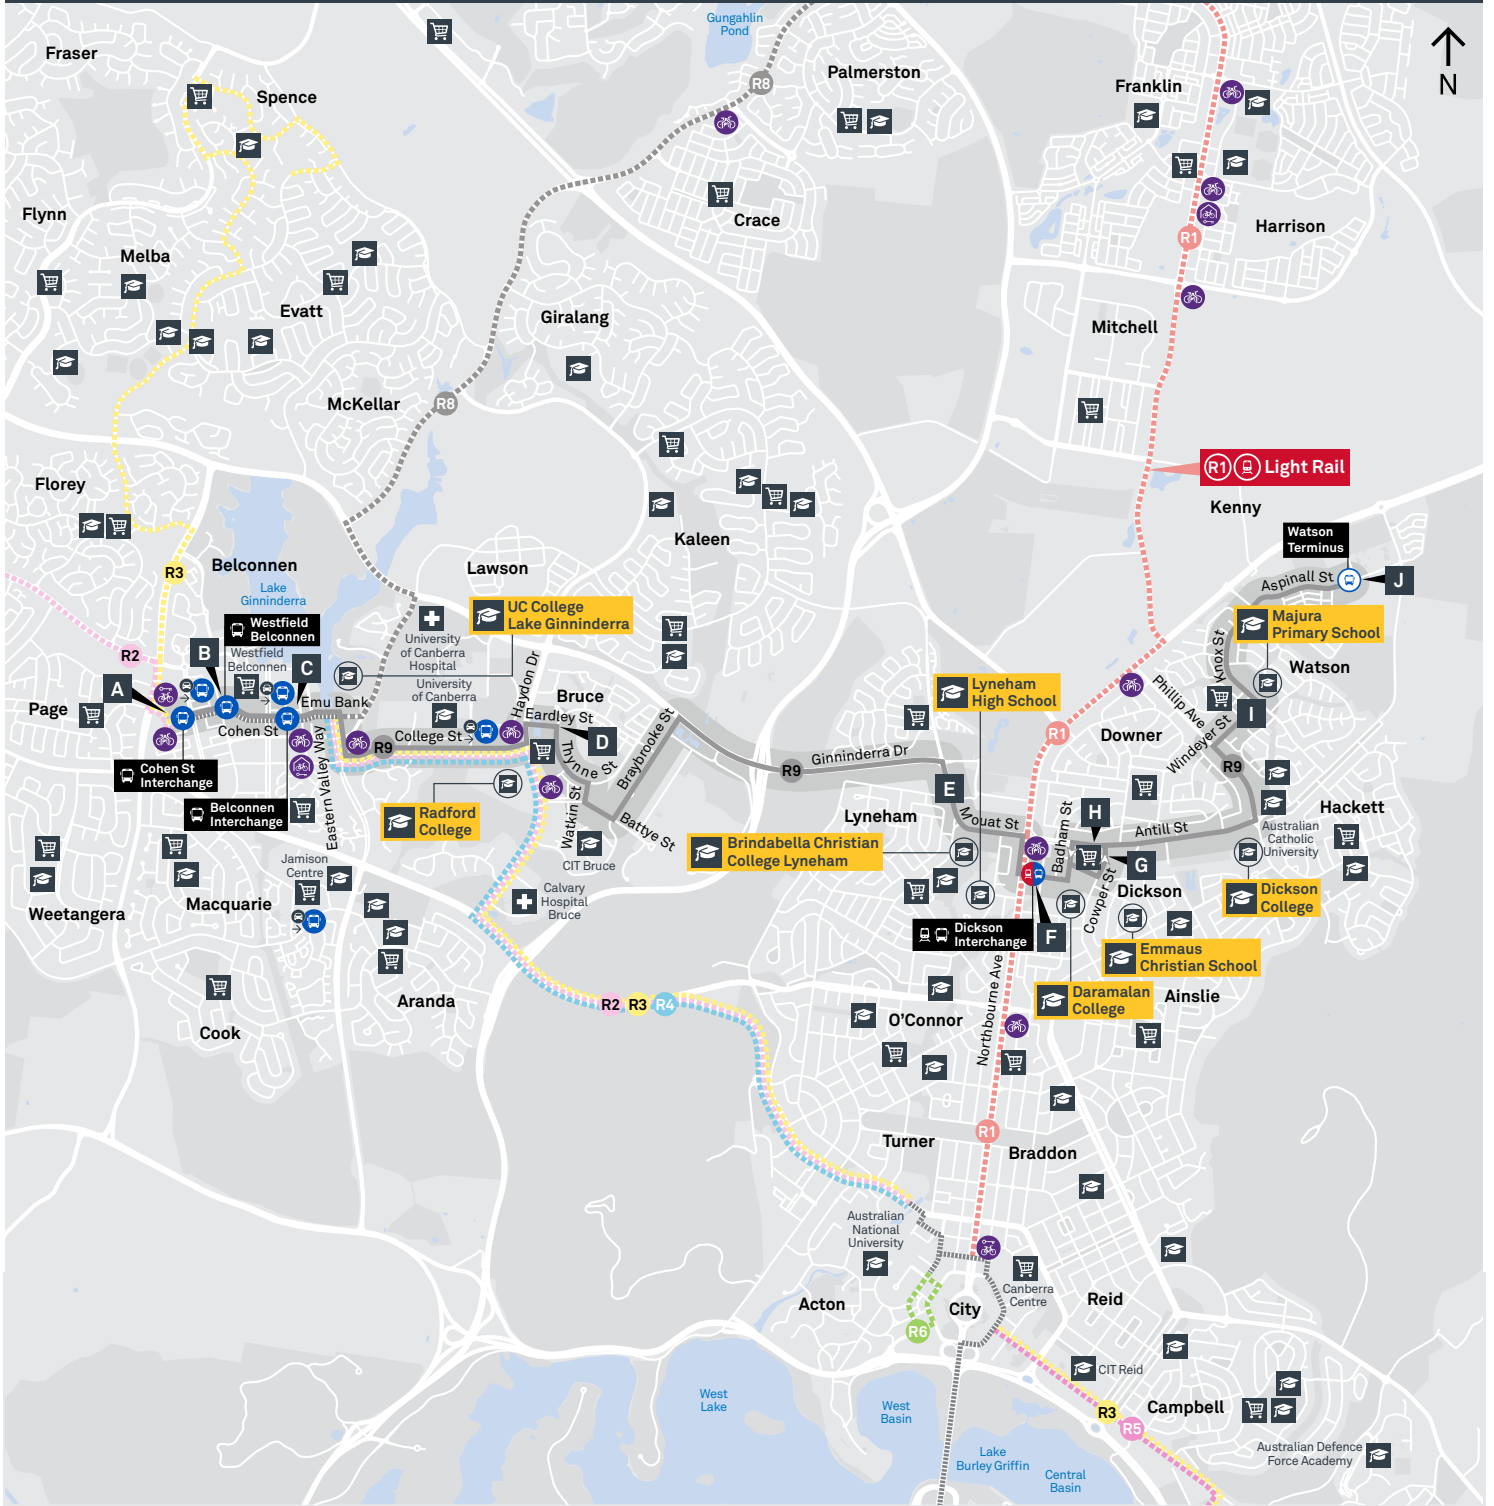 Gungahlin
Pond
Fraser
Palmerston
N
R8
Franklin
Spence
Flynn
Crace
Harrison
R1
Melba
Evatt
Giralang
Mitchell
McKellar
R8
R1 Light Rail
Kenny
Florey
Kaleen
Watson
Terminus
R3
Belconnen
Lawson
Aspinall St
J
Lake
Ginninderra
UC College
Lake Ginninderra
Westfield
Belconnen
Majura
Primary School
University
of Canberra
Hospital
R2
B
Westfield
Belconnen
C
Knox St
Watson
A
University
of Canberra
Haydon Dr
Bruce
Lyneham
High School
Phillip Ave
Page
Emu Bank
Eardley St
I
Cohen St
College St
R9
D
Braybrooke St
R1
Downer
Windeyer St
Thynne St
Ginninderra Dr
R9
R9
Cohen St
Interchange
Eastern Valley Way
E
H
Belconnen
Interchange
Radford
College
Watkin St
Battye St
Lyneham
Mouat St
Badham St
Antill St
Hackett
Brindabella Christian
College Lyneham
Australian
Catholic
University
Jamison
Centre
CIT Bruce
G
Cowper St
Dickson
Dickson
College
Weetangera
Macquarie
Calvary
Hospital
Bruce
Dickson
Interchange
F
Emmaus
Christian School
Northbourne Ave
Aranda
R2
R3
R4
Daramalan
College
Ainslie
Cook
O'Connor
Turner
R1
Braddon
Australian
National
University
Canberra
Centre
Acton
City
Reid
R6
CIT Reid
West
Lake
West
Basin
R3
Campbell
R5
Lake
Burley Griffin
Australian Defence
Force Academy
Central
Basin